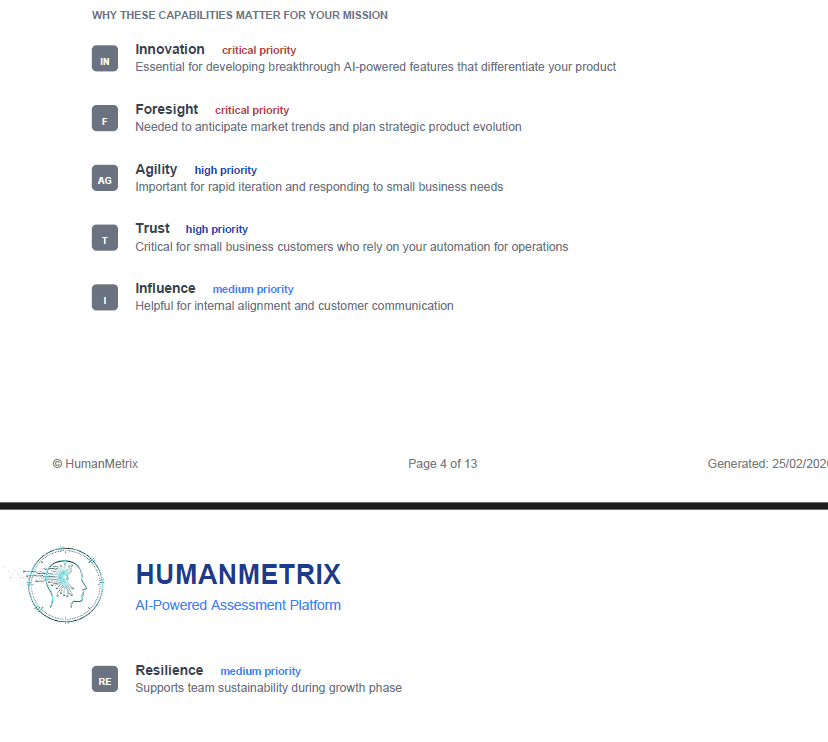 WHY THESE CAPABILITIES MATTER FOR YOUR MISSION
IN
Innovation critical priority
Essential for developing breakthrough AI-powered features that differentiate your product
F
Foresight critical priority
Needed to anticipate market trends and plan strategic product evolution
AG
Agility high priority
Important for rapid iteration and responding to small business needs
T
Trust high priority
Critical for small business customers who rely on your automation for operations
I
Influence medium priority
Helpful for internal alignment and customer communication
© HumanMetrix Page 4 of 13 Generated: 25/02/202
HUMANMETRIX
AI-Powered Assessment Platform
RE
Resilience medium priority
Supports team sustainability during growth phase